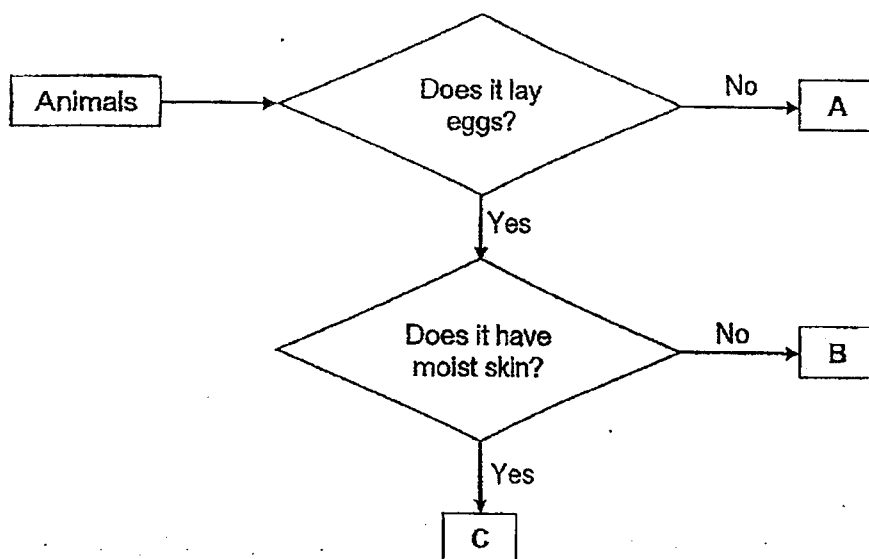 Animals
Does it lay
eggs?
No
A
Yes
Does it have
moist skin?
No
B
Yes
C